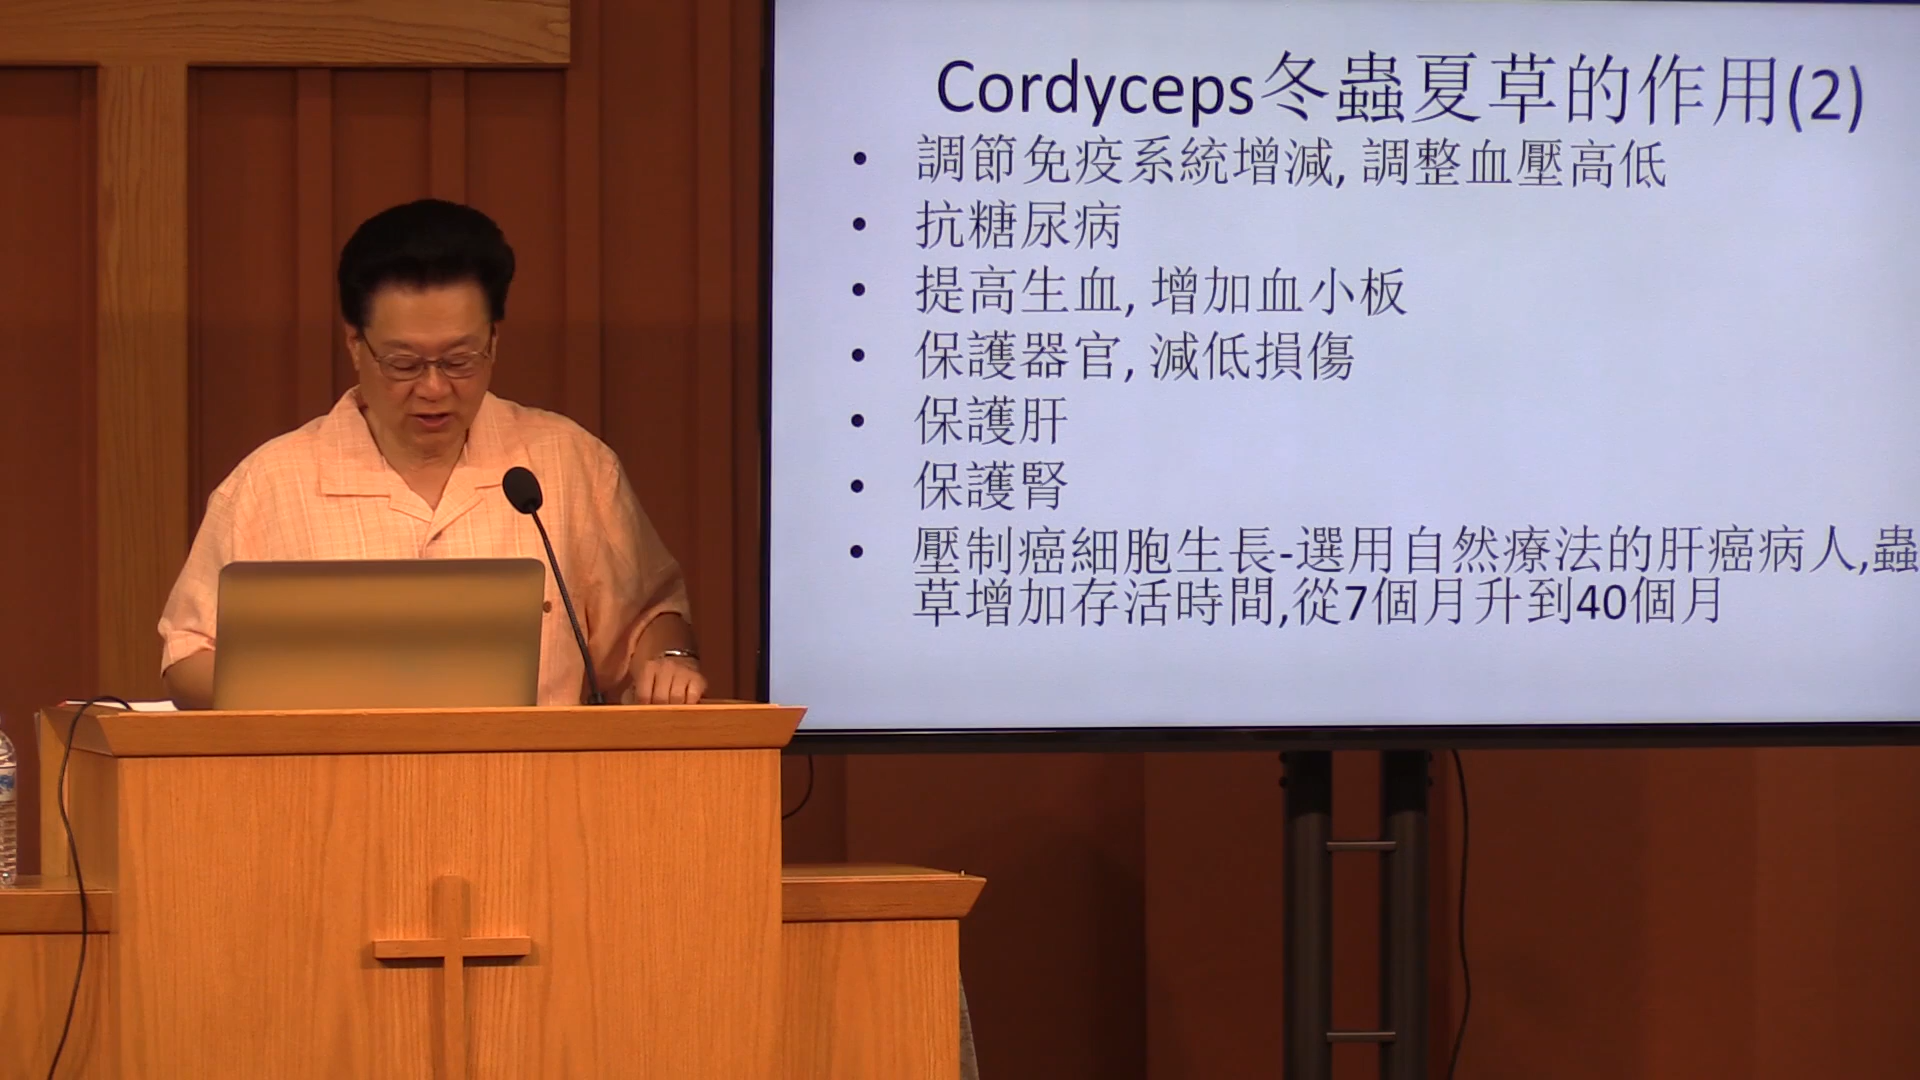 Cordyceps冬蟲夏草的作用(2)
• 調節免疫系統增減, 調整血壓高低
• 抗糖尿病
• 提高生血, 增加血小板
• 保護器官, 減低損傷
• 保護肝
• 保護腎
• 壓制癌細胞生長-選用自然療法的肝癌病人,蟲
草增加存活時間,從7個月升到40個月